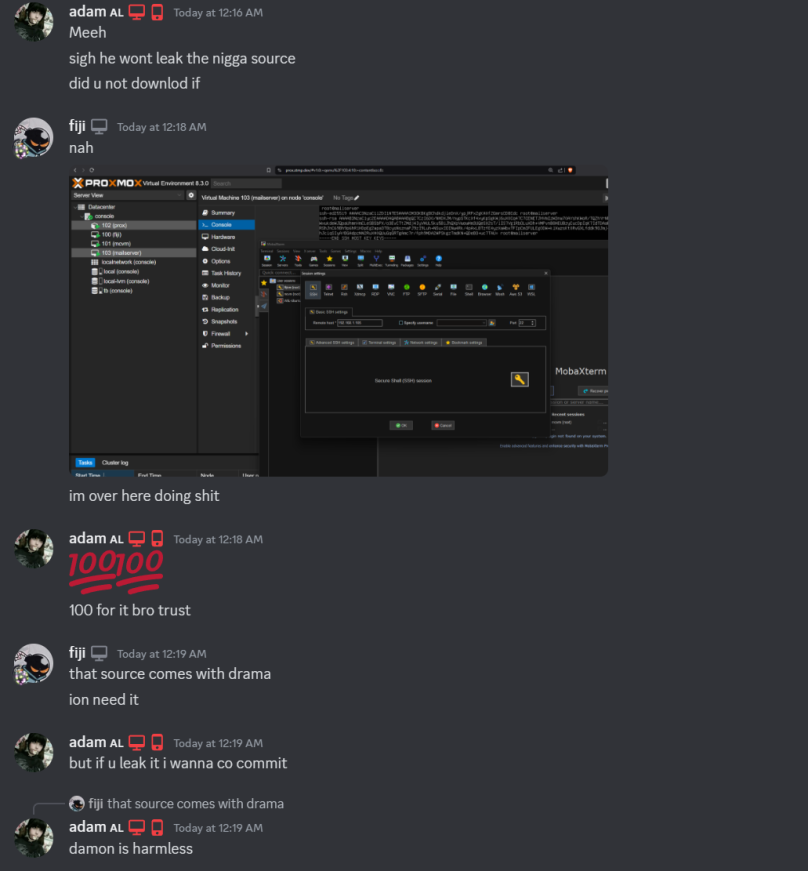 adam AL Today at 12:16 AM
Meeh
sigh he wont leak the nigga source
did u not downlod if
fiji Today at 12:18 AM
nah
PROXMOX Virtual Environment 8.3.0 Search
Server View
Virtual Machine 103 (mailserver) on node 'console' No Tags
Datacenter
console
102 (prox)
100 (fiji)
101 (movm)
103 (mailserver)
localnetwork (console)
local (console)
local-lvm (console)
Summary
Console
Hardware
Cloud-Init
Options
Task History
Monitor
Backup
Replication
Snapshots
Firewall
Permissions
Session settings
SSH Telnet Rsh Xdmcp RDP VNC FTP SFTP Serial File Shell Browser Mosh Aws S3 WSL
Basic SSH settings
Remote host * Specify username Port 22
Advanced SSH settings Terminal settings Network settings Bookmark settings
Secure Shell (SSH) session
OK Cancel
MobaXterm
Tasks Cluster log
Start Time End Time Node
im over here doing shit
adam AL Today at 12:18 AM
100 100
100 for it bro trust
fiji Today at 12:19 AM
that source comes with drama
ion need it
adam AL Today at 12:19 AM
but if u leak it i wanna co commit
fiji that source comes with drama
adam AL Today at 12:19 AM
damon is harmless